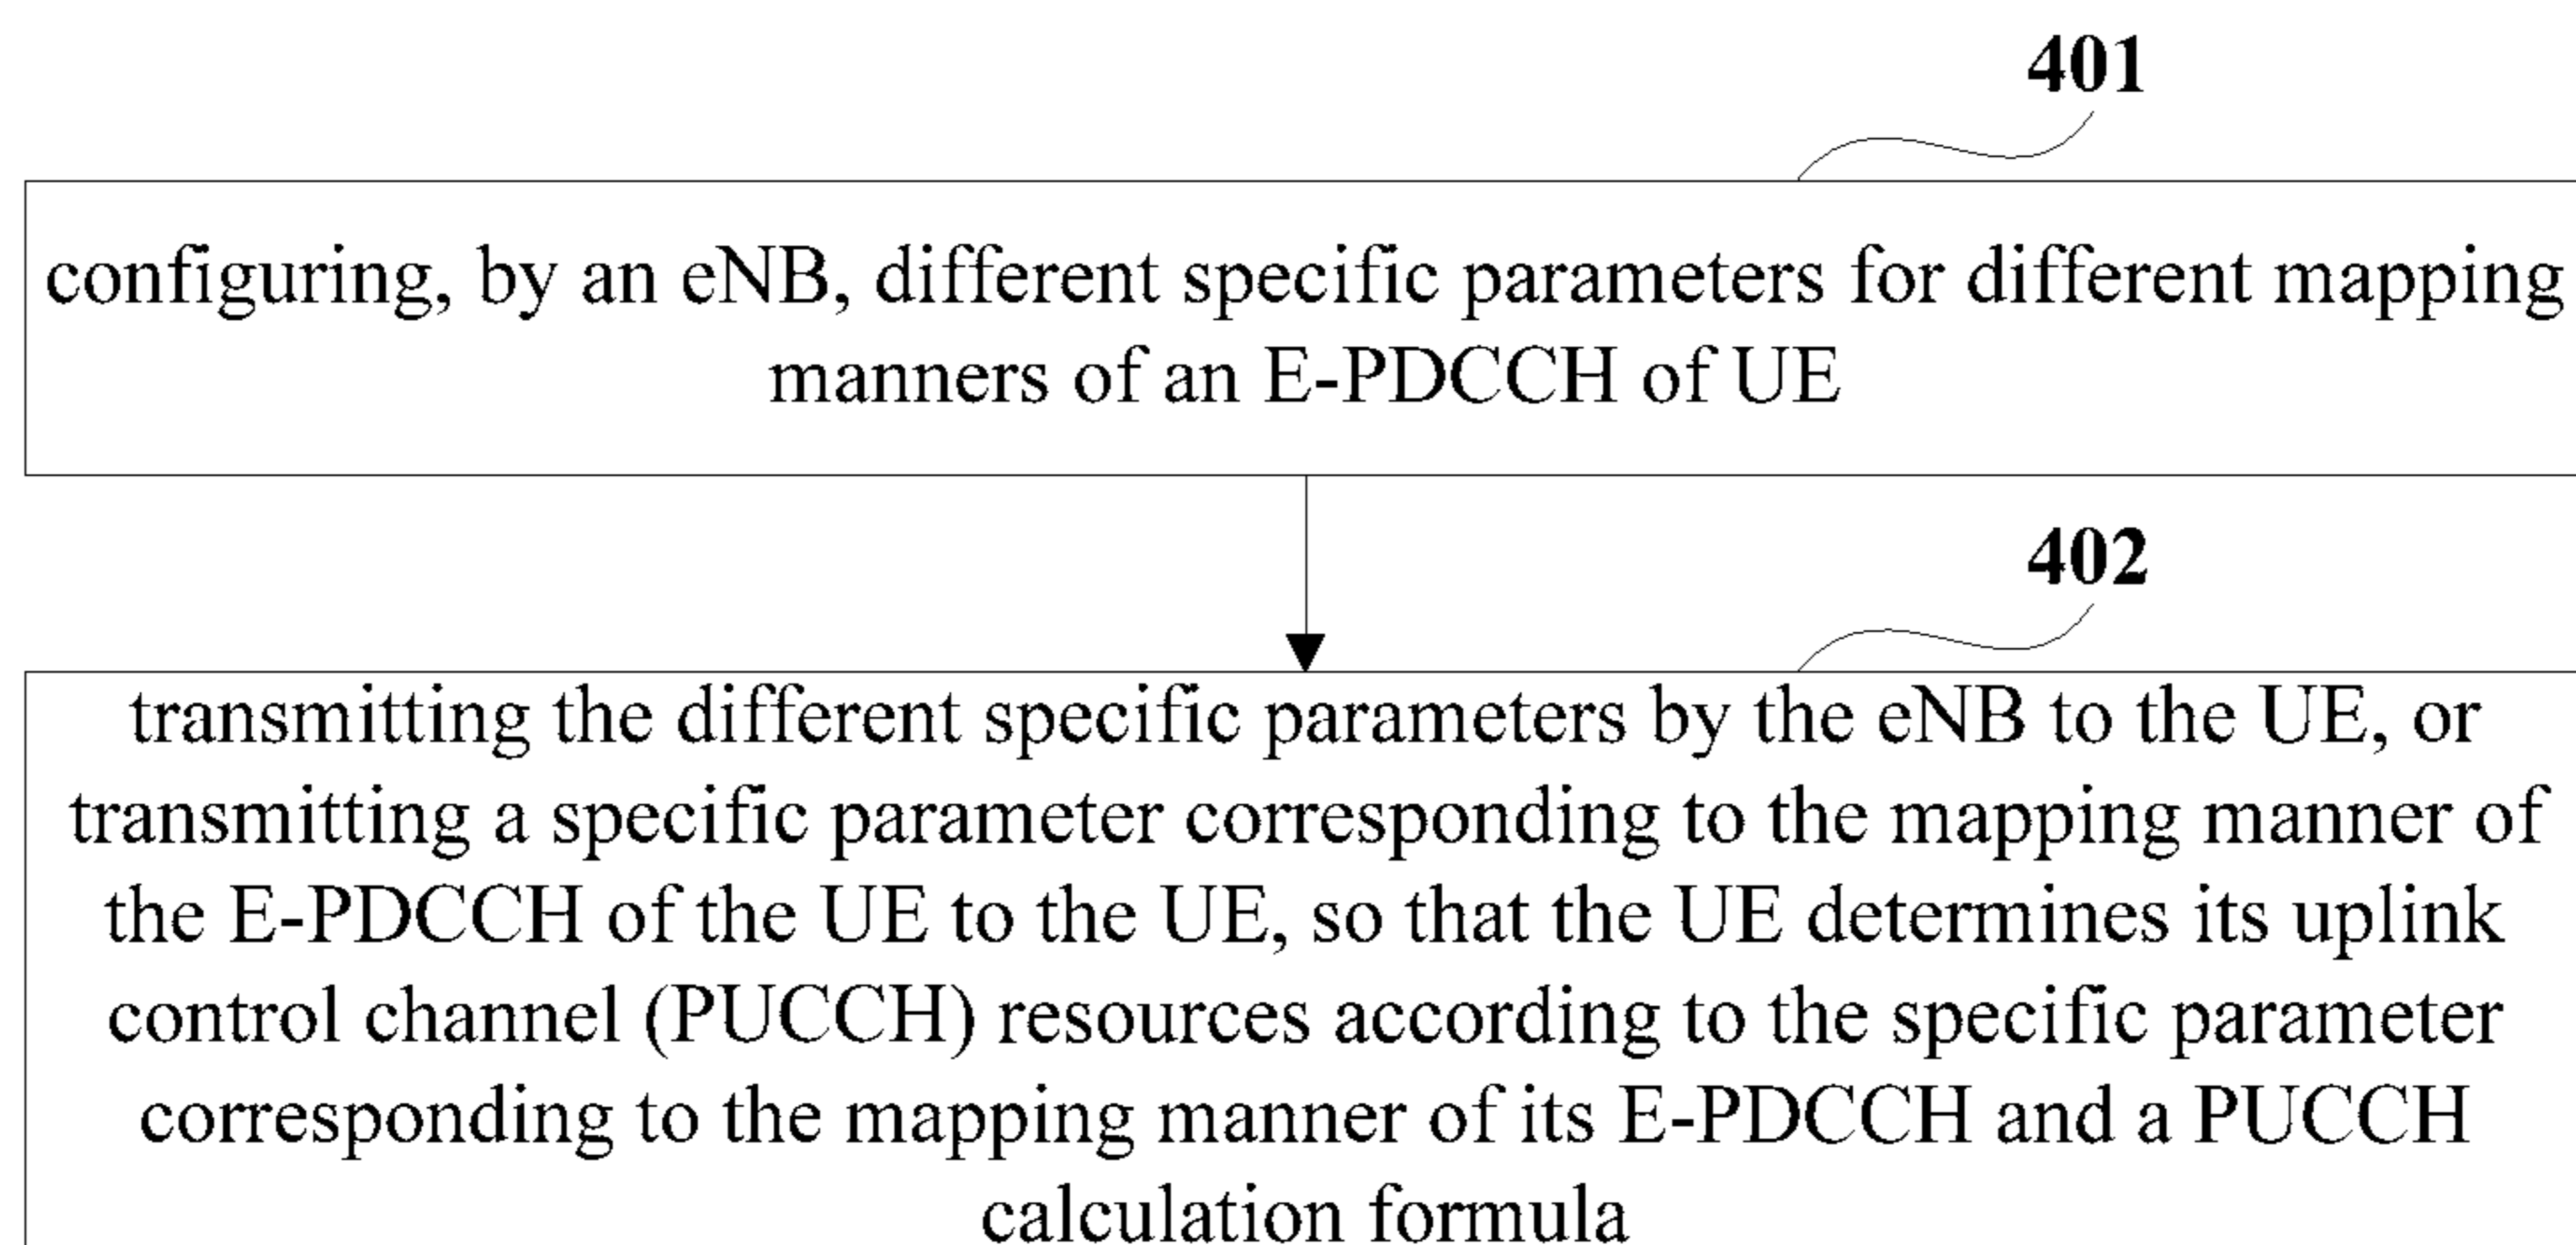 401
configuring, by an eNB, different specific parameters for different mapping
manners of an E-PDCCH of UE
402
transmitting the different specific parameters by the eNB to the UE, or
transmitting a specific parameter corresponding to the mapping manner of
the E-PDCCH of the UE to the UE, so that the UE determines its uplink
control channel (PUCCH) resources according to the specific parameter
corresponding to the mapping manner of its E-PDCCH and a PUCCH
calculation formula